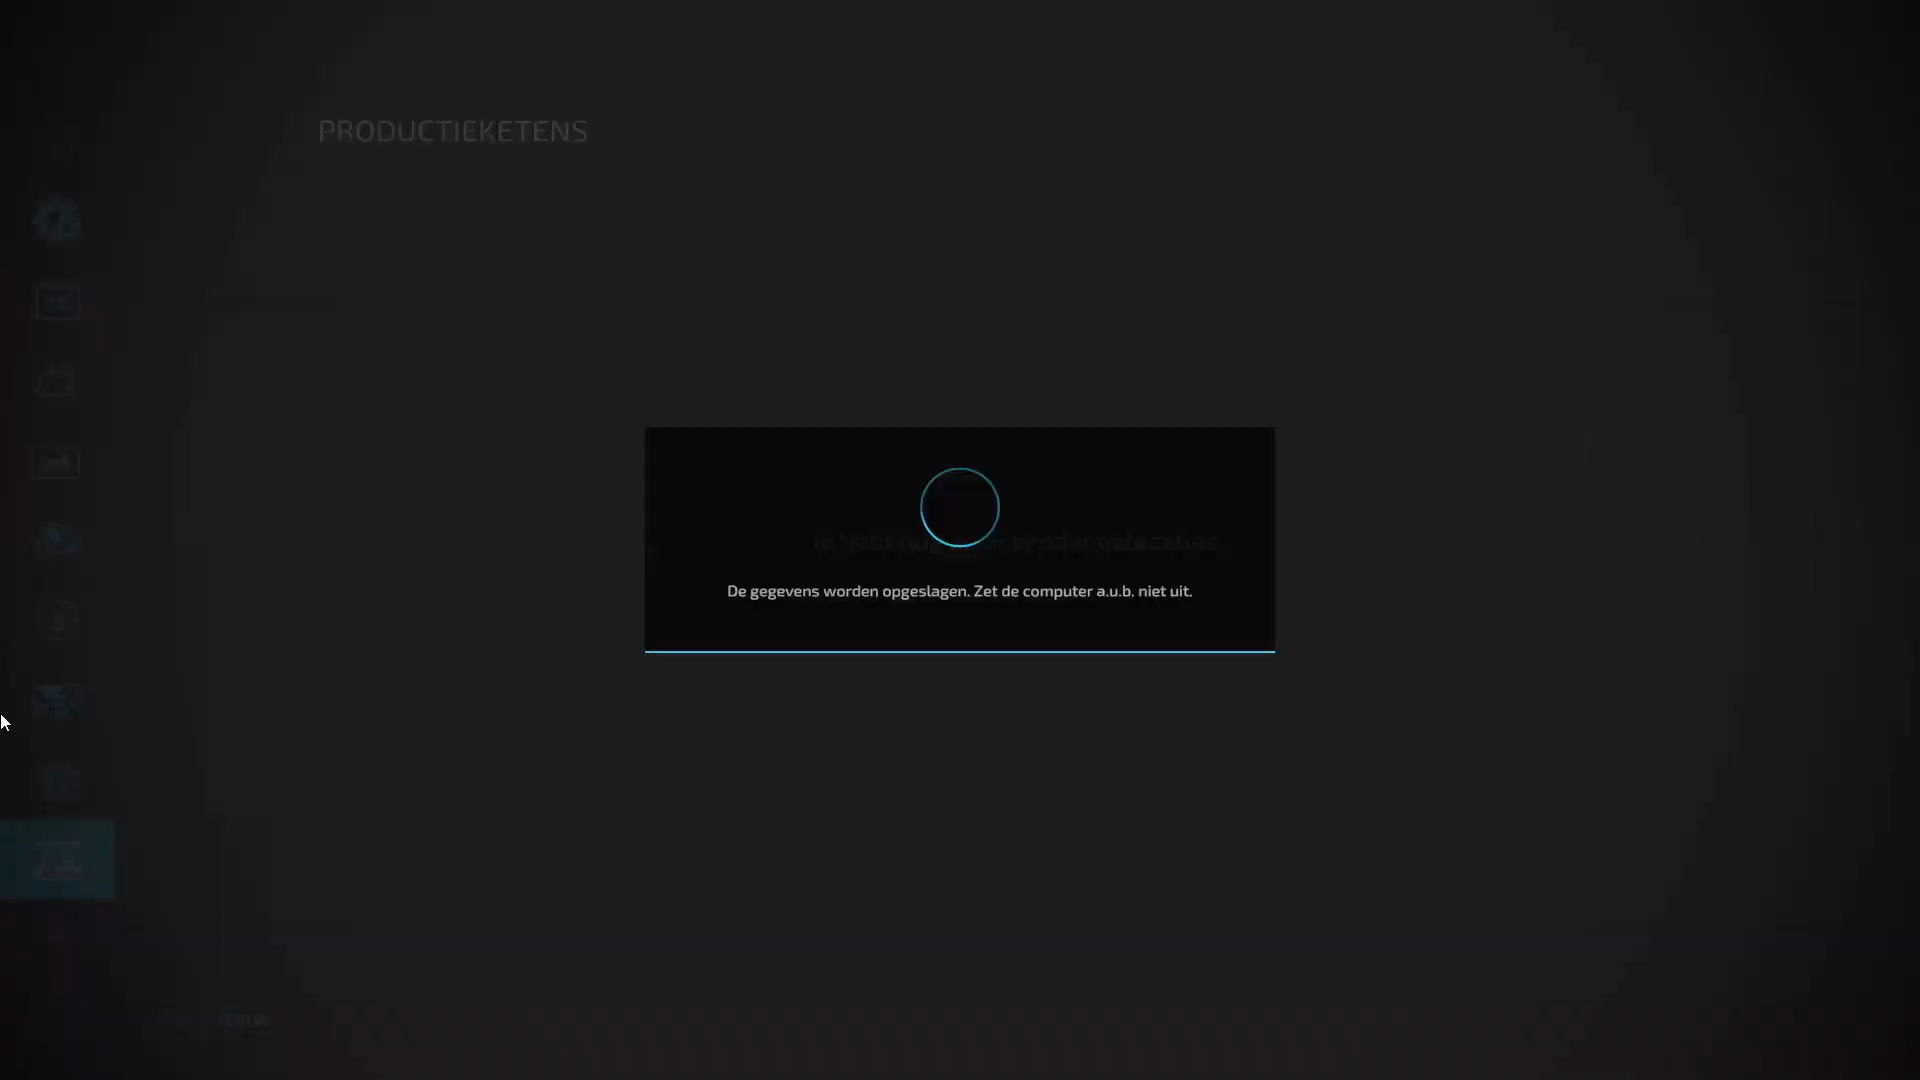 PRODUCTIEKETENS
De gegevens worden opgeslagen. Zet de computer a.u.b. niet uit.